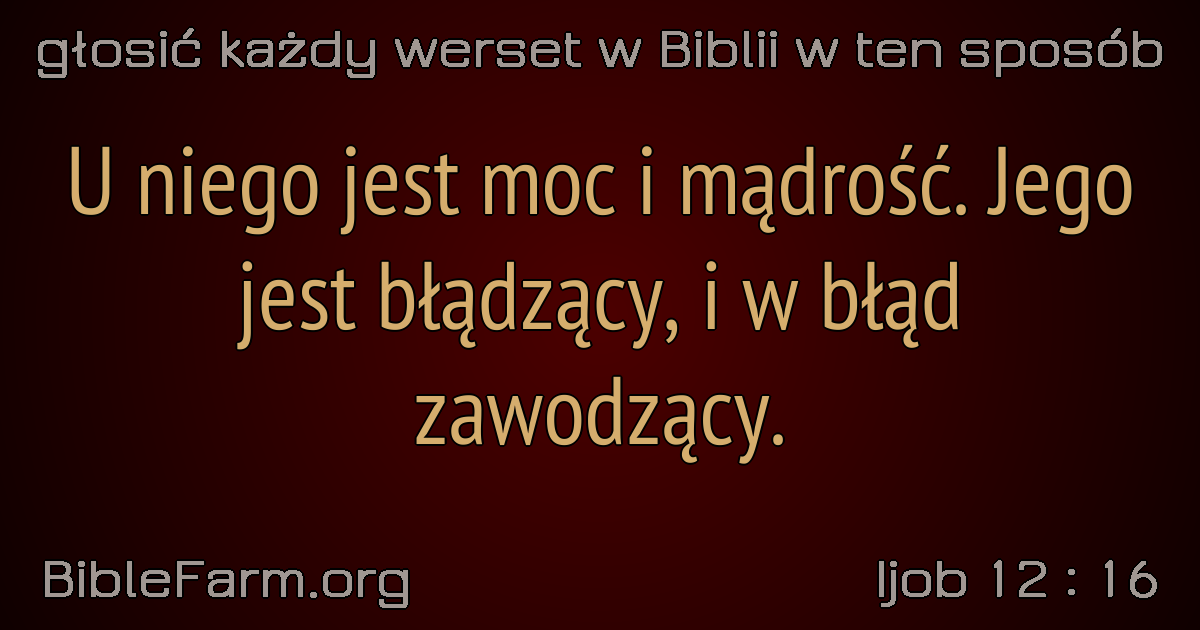 głosić każdy werset w Biblii w ten sposób
U niego jest moc i mądrość. Jego
jest błądzący, i w błąd
zawodzący.
BibleFarm.org
Ijob 12 : 16